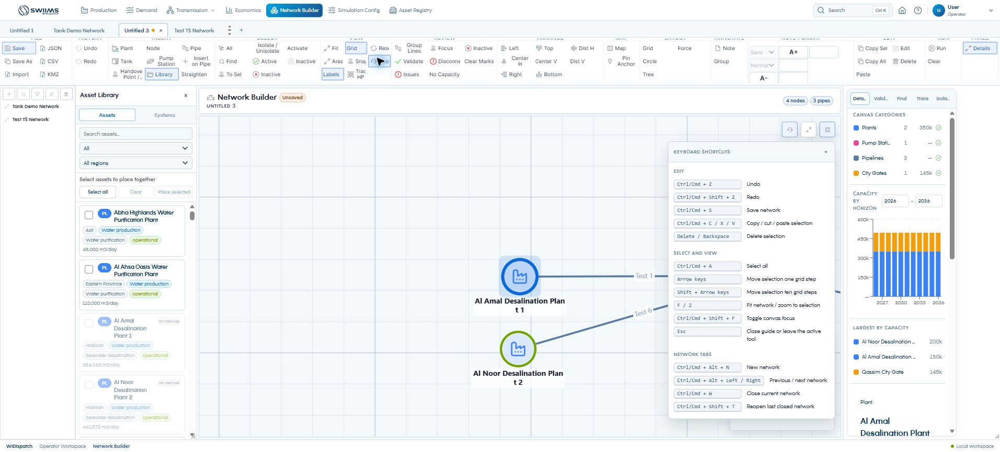 SWIIMS
WIDispatch
Production
Demand
Transmission
Economics
Network Builder
Simulation Config
Asset Registry
Search
Ctrl K
U
User
Operator
Untitled 1
Tank Demo Network
Untitled 3
×
Test TS Network
+
Save
JSON
Undo
Plant
Node
Pipe
All
Isolate /
Unisolate
Activate
Fit
Grid
Rese
Group
Lines
Focus
Inactive
Left
Top
Dist H
Map
Grid
Force
Note
Sans
A+
Copy Sel
Edit
Run
Details
Save As
CSV
Redo
Tank
Pump
Station
Insert
on Pipe
Find
Active
Inactive
Area
Snap
Validate
Disconne
Clear Marks
Center
H
Center V
Dist V
Pin
Anchor
Circle
Group
Normal
Copy All
Delete
Clear
Import
KMZ
Handove
Point /..
Library
Straighten
To Sel
Inactive
Labels
Trac
HP
Issues
No Capacity
Right
Bottom
Tree
A-
Paste
Tank Demo Network
Test TS Network
Asset Library
×
Assets
Systems
Search assets...
All
All regions
Select assets to place together
Select all
Clear
Place selected
PL
Abha Highlands Water
Purification Plant
Asir
Water production
Water purification
operational
48,000 m3/day
PL
Al Ahsa Oasis Water
Purification Plant
Eastern Province
Water production
Water purification
operational
110,000 m3/day
PL
Al Amal
Desalination
Plant 1
on canvas
Makkah
Water production
Seawater desalination
operational
284,360 m3/day
PL
Al Noor
Desalination
Plant 2
on canvas
Makkah
Water production
Seawater desalination
operational
441,572 m3/day
Network Builder
Unsaved
UNTITLED 3
4 nodes
3 pipes
Test 1
Al Amal Desalination Plan
t 1
Test 6
Al Noor Desalination Plan
t 2
KEYBOARD SHORTCUTS
×
EDIT
Ctrl/Cmd + Z
Undo
Ctrl/Cmd + Shift + Z
Redo
Ctrl/Cmd + S
Save network
Ctrl/Cmd + C / X / V
Copy / cut / paste selection
Delete / Backspace
Delete selection
SELECT AND VIEW
Ctrl/Cmd + A
Select all
Arrow keys
Move selection one grid step
Shift + Arrow keys
Move selection ten grid steps
F / Z
Fit network / zoom to selection
Ctrl/Cmd + Shift + F
Toggle canvas focus
Esc
Close guide or leave the active
tool
NETWORK TABS
Ctrl/Cmd + Alt + N
New network
Ctrl/Cmd + Alt + Left / Right
Previous / next network
Ctrl/Cmd + W
Close current network
Ctrl/Cmd + Shift + T
Reopen last closed network
Deta...
Valid...
Find
Trace
Isola...
CANVAS CATEGORIES
Plants 2 350k
Pump Stati... 1 —
Pipelines 3 —
City Gates 1 145k
CAPACITY
BY
HORIZON
2026 - 2036
600k
450k
300k
150k
—
2027 2030 2033 2036
LARGEST BY CAPACITY
Al Noor Desalination ... 200k
Al Amal Desalination ... 150k
Qassim City Gate 145k
Plant
Al Amal
Desalination Plant
WIDispatch · Operator Workspace · Network Builder
Local workspace